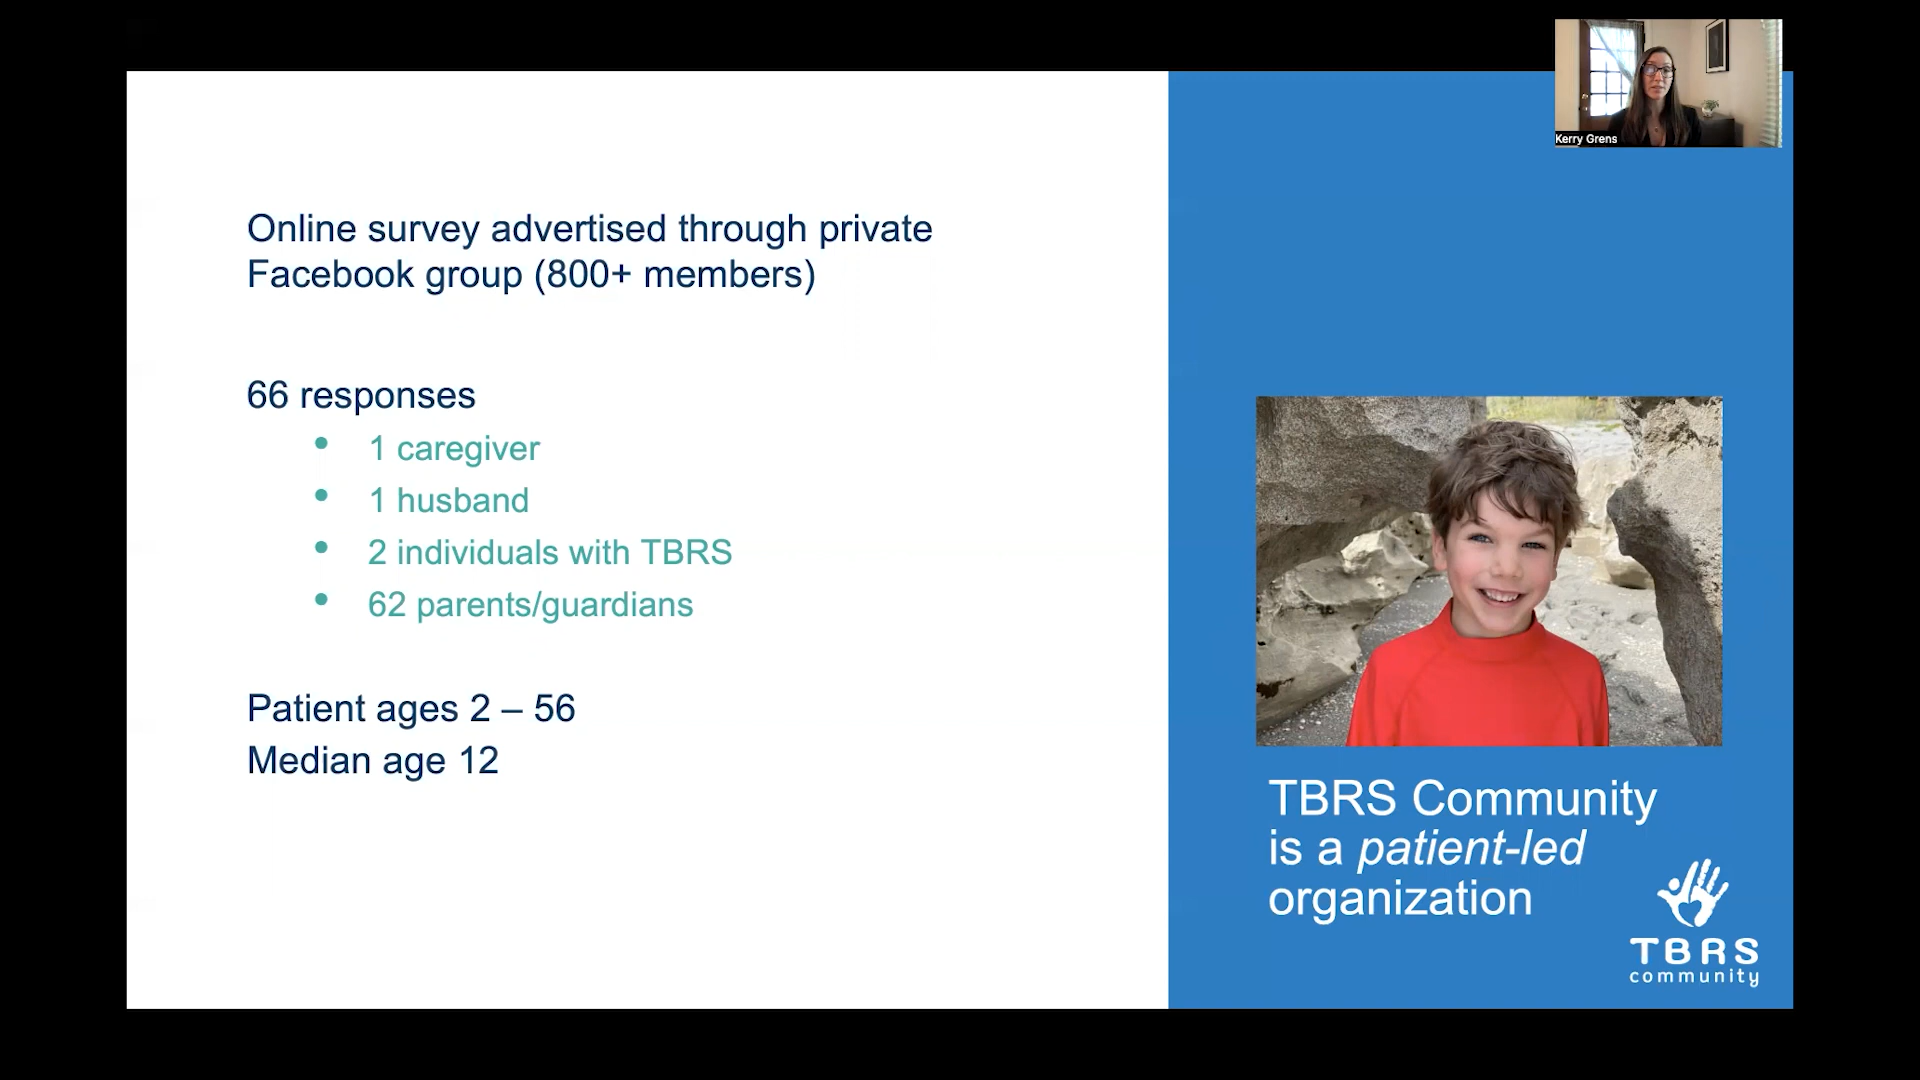 Kerry Grens
Online survey advertised through private
Facebook group (800+ members)
66 responses
• 1 caregiver
• 1 husband
• 2 individuals with TBRS
• 62 parents/guardians
Patient ages 2 – 56
Median age 12
TBRS Community
is a patient-led
organization
TBRS
community